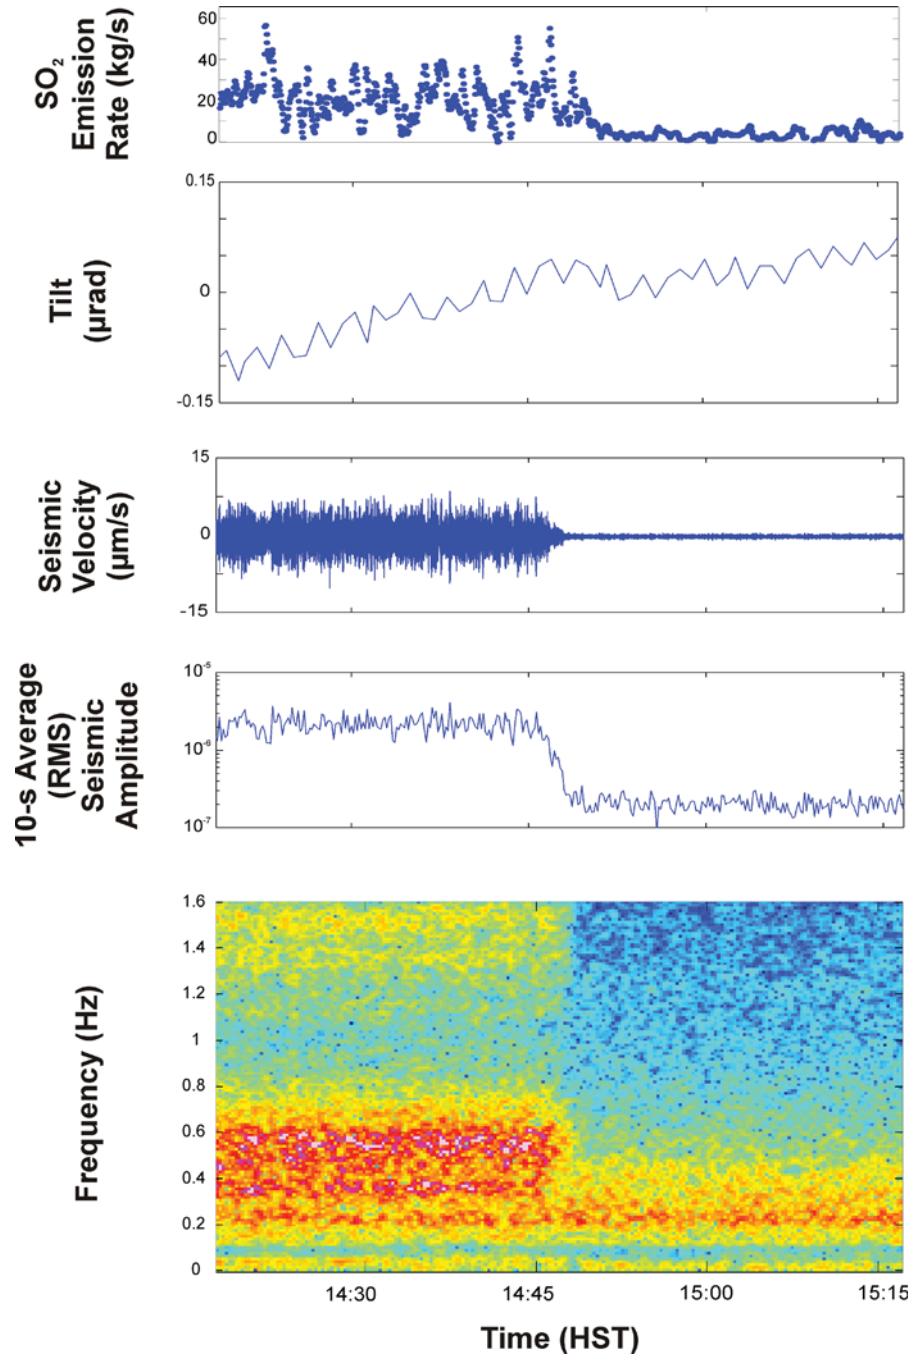 SO2
Emission
Rate (kg/s)
60
40
20
0
Tilt
(µrad)
0.15
0
-0.15
Seismic
Velocity
(µm/s)
15
0
-15
10-s Average
(RMS)
Seismic
Amplitude
10-5
10-6
10-7
Frequency (Hz)
1.6
1.4
1.2
1
0.8
0.6
0.4
0.2
0
14:30
14:45
15:00
15:15
Time (HST)